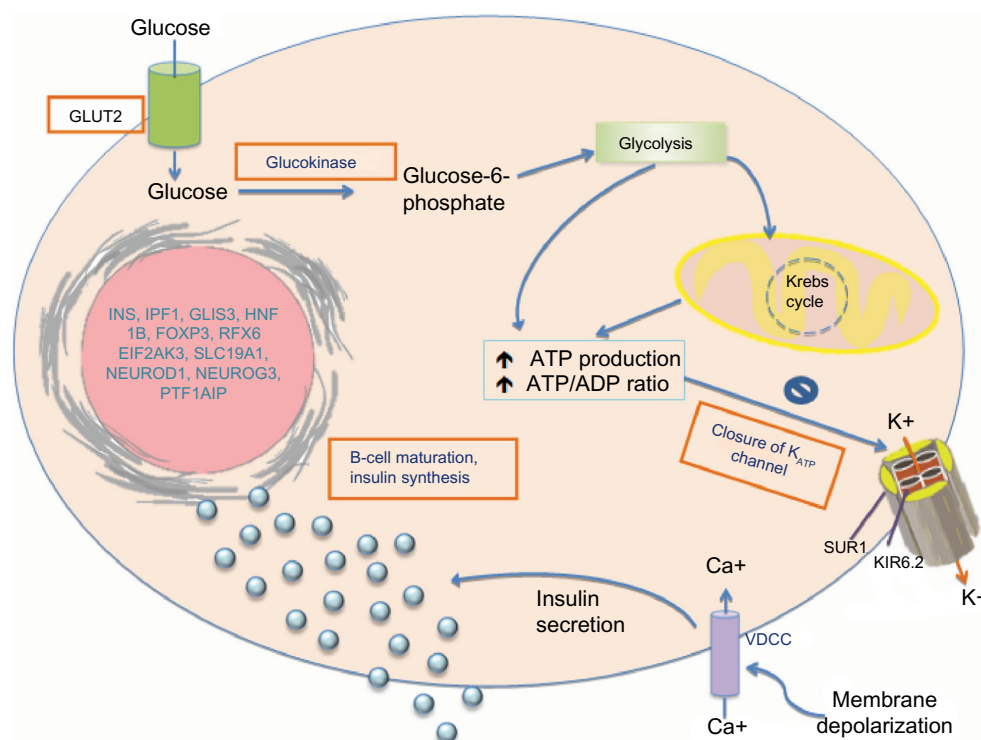 Glucose
GLUT2
Glucose
Glucokinase
Glucose-6-
phosphate
Glycolysis
Krebs
cycle
INS, IPF1, GLIS3, HNF
1B, FOXP3, RFX6
EIF2AK3, SLC19A1,
NEUROD1, NEUROG3,
PTF1AIP
ATP production
ATP/ADP ratio
Closure of K ATP
channel
K+
SUR1
KIR6.2
K+
B-cell maturation,
insulin synthesis
Insulin
secretion
Ca+
VDCC
Ca+
Membrane
depolarization